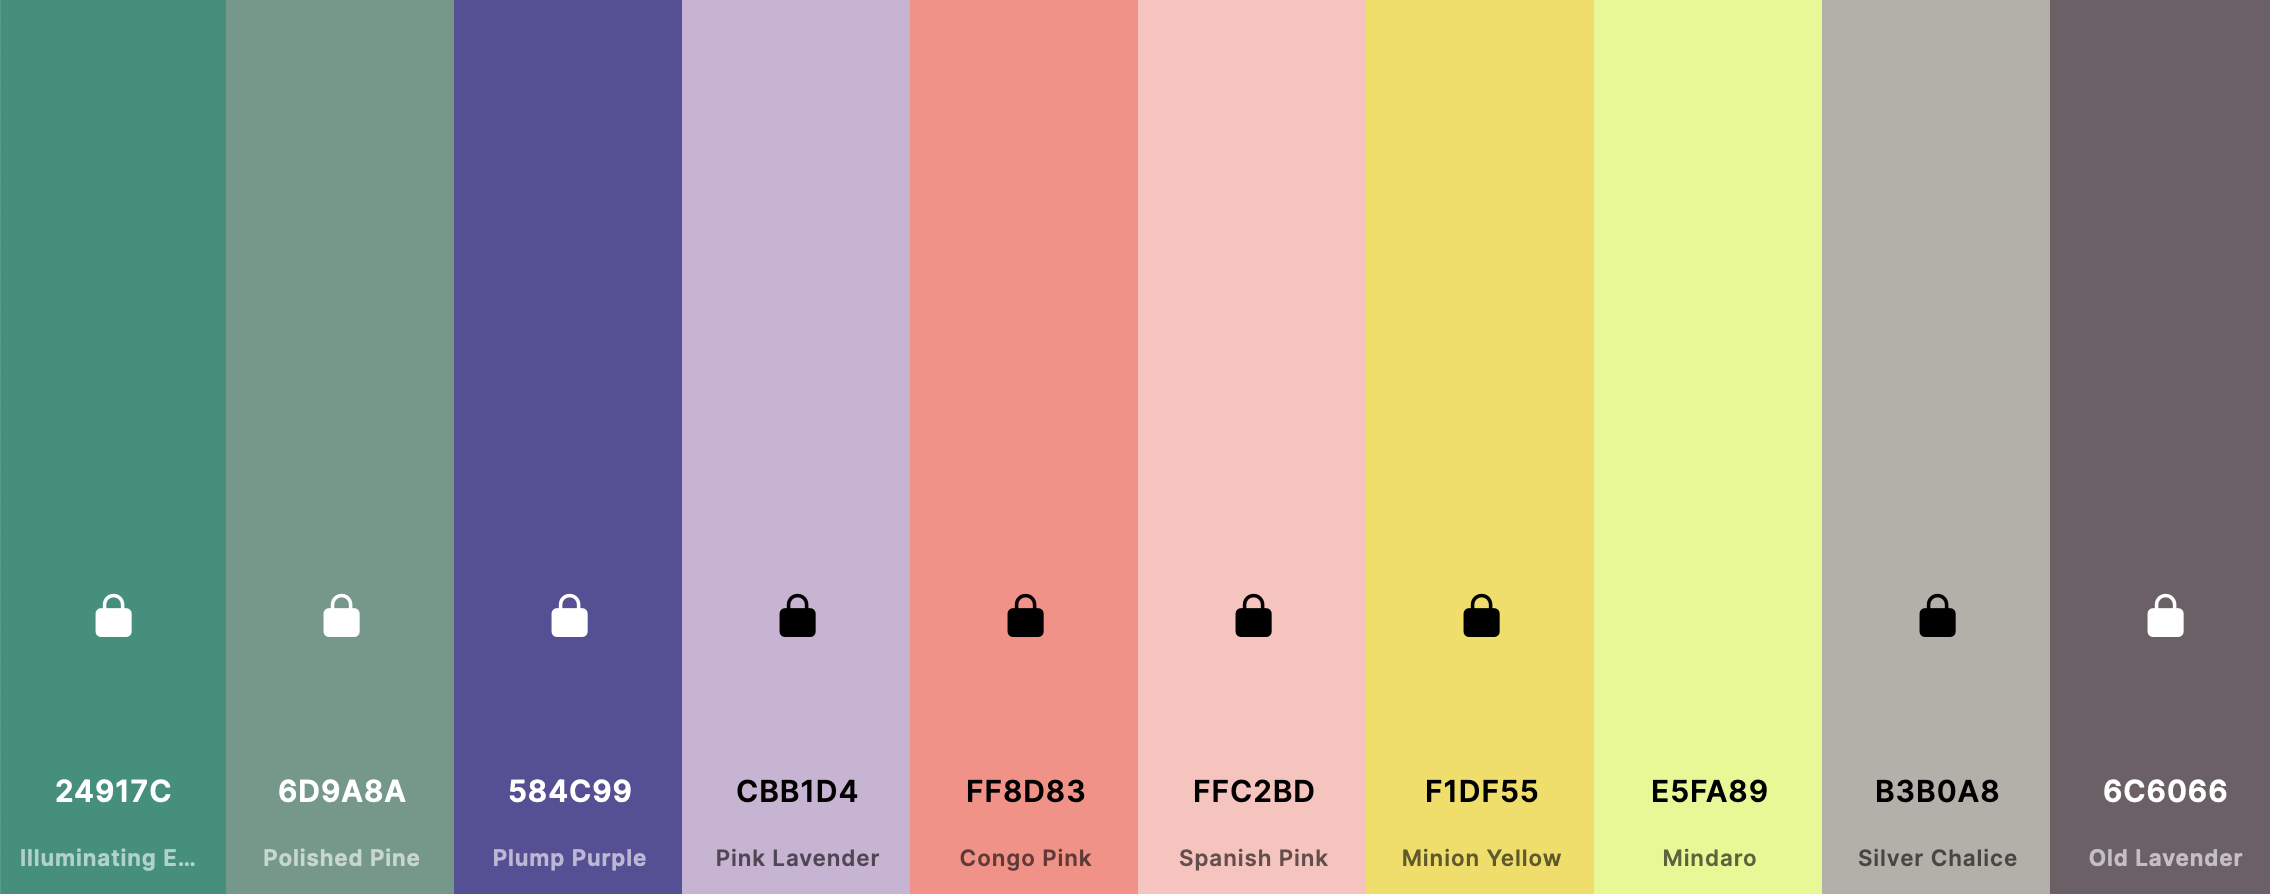 24917C
Illuminating E...
6D9A8A
Polished Pine
584C99
Plump Purple
CBB1D4
Pink Lavender
FF8D83
Congo Pink
FFC2BD
Spanish Pink
F1DF55
Minion Yellow
E5FA89
Mindaro
B3B0A8
Silver Chalice
6C6066
Old Lavender